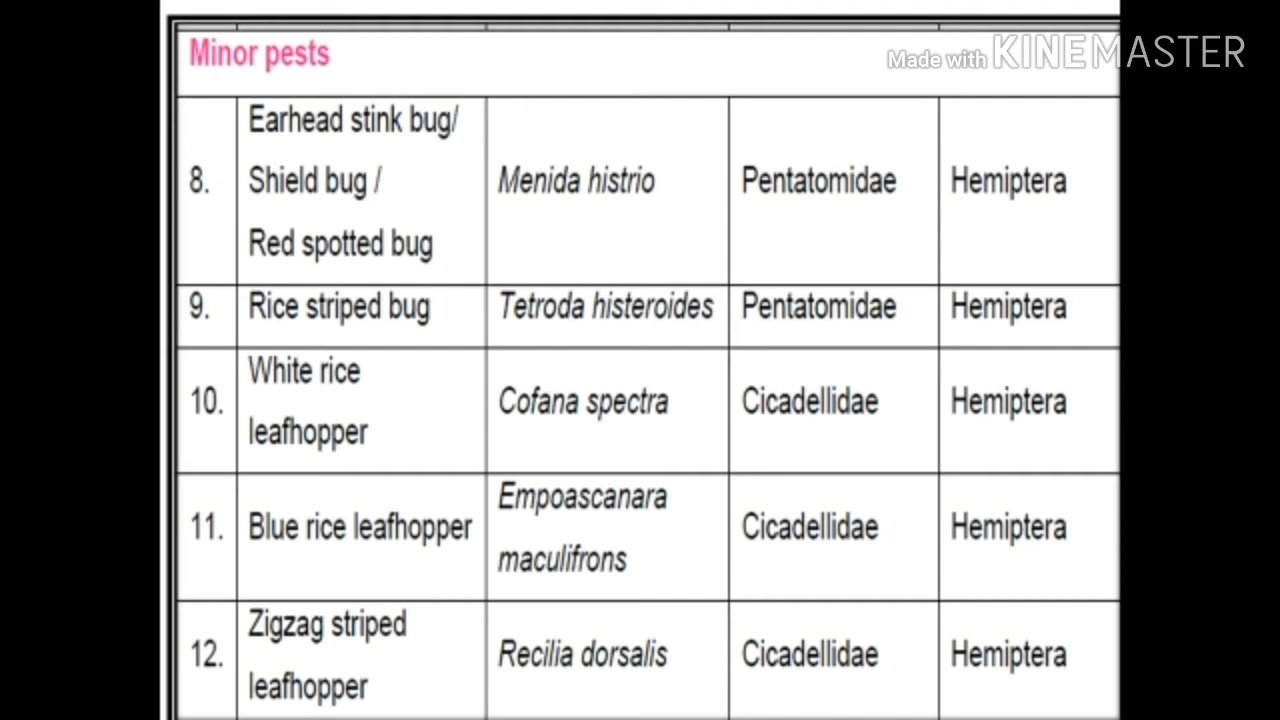 Minor pests
Made with KINEMASTER
Earhead stink bug/
8. Shield bug / Menida histrio Pentatomidae Hemiptera
Red spotted bug
9. Rice striped bug Tetroda histeroides Pentatomidae Hemiptera
White rice
10. Cofana spectra Cicadellidae Hemiptera
leafhopper
Empoascanara
11. Blue rice leafhopper Cicadellidae Hemiptera
maculifrons
Zigzag striped
12. Recilia dorsalis Cicadellidae Hemiptera
leafhopper